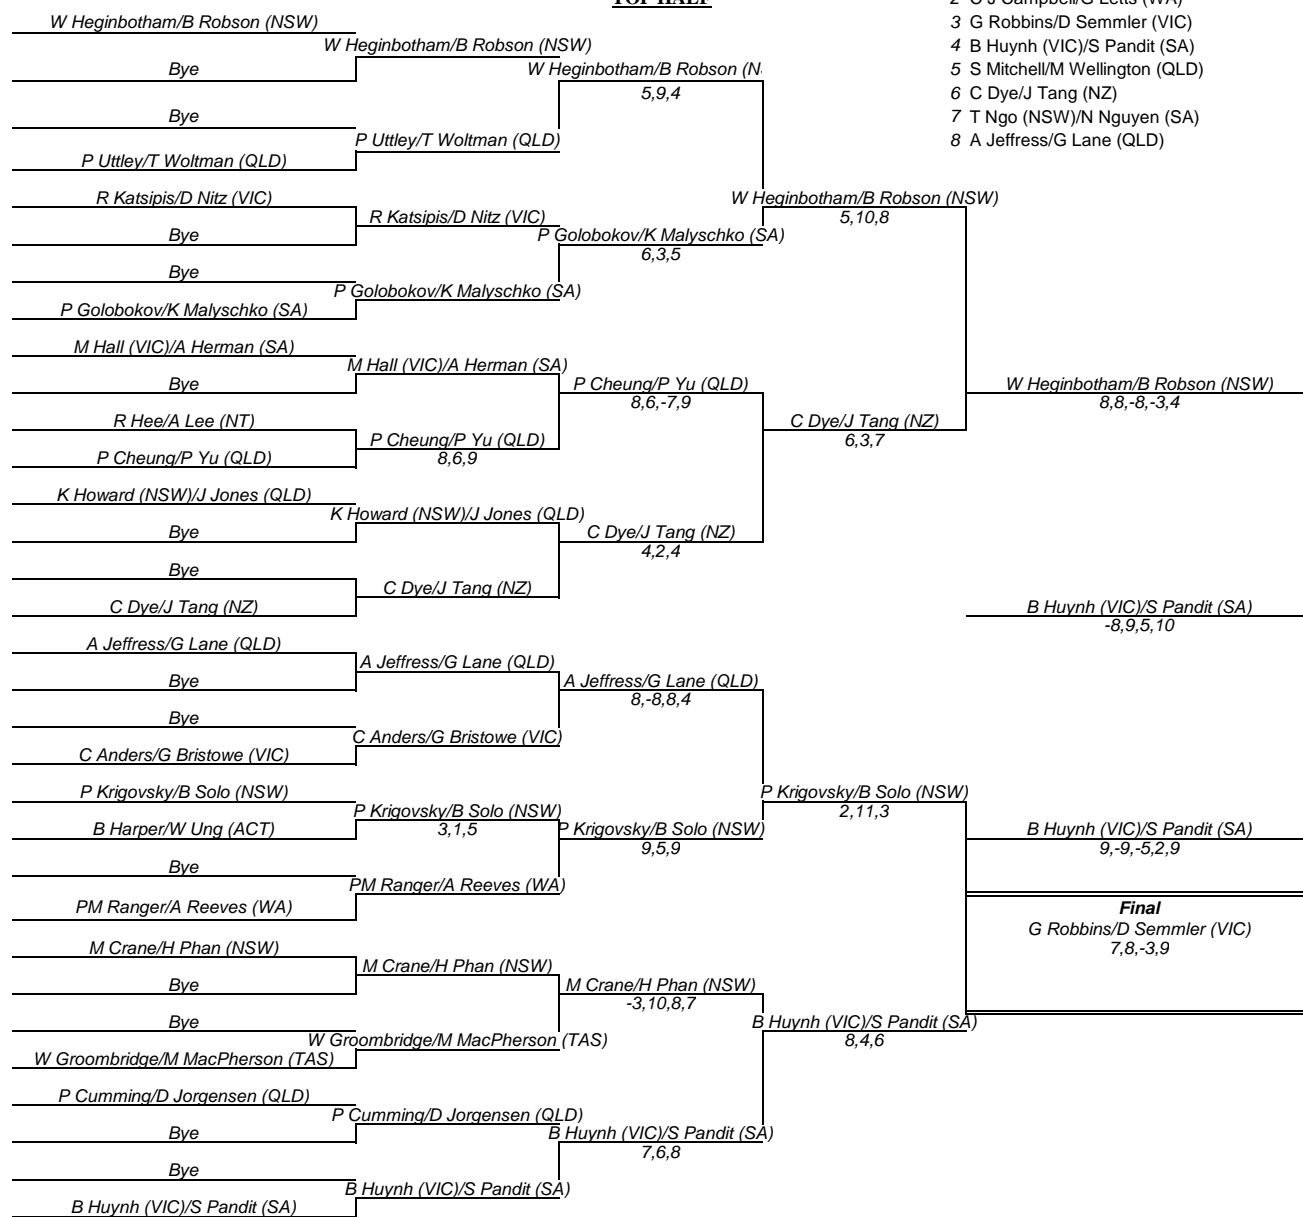 TOP HALF
2 C J Campbell/G Letts (WA)
3 G Robbins/D Semmler (VIC)
4 B Huynh (VIC)/S Pandit (SA)
5 S Mitchell/M Wellington (QLD)
6 C Dye/J Tang (NZ)
7 T Ngo (NSW)/N Nguyen (SA)
8 A Jeffress/G Lane (QLD)
W Heginbotham/B Robson (NSW)
Bye
Bye
P Uttley/T Woltman (QLD)
R Katsipis/D Nitz (VIC)
Bye
Bye
P Golobokov/K Malyschko (SA)
M Hall (VIC)/A Herman (SA)
Bye
R Hee/A Lee (NT)
P Cheung/P Yu (QLD)
K Howard (NSW)/J Jones (QLD)
Bye
Bye
C Dye/J Tang (NZ)
A Jeffress/G Lane (QLD)
Bye
Bye
C Anders/G Bristowe (VIC)
P Krigovsky/B Solo (NSW)
B Harper/W Ung (ACT)
Bye
PM Ranger/A Reeves (WA)
M Crane/H Phan (NSW)
Bye
Bye
W Groombridge/M MacPherson (TAS)
P Cumming/D Jorgensen (QLD)
Bye
Bye
B Huynh (VIC)/S Pandit (SA)
W Heginbotham/B Robson (NSW)
P Uttley/T Woltman (QLD)
R Katsipis/D Nitz (VIC)
P Golobokov/K Malyschko (SA)
M Hall (VIC)/A Herman (SA)
P Cheung/P Yu (QLD)
8,6,9
K Howard (NSW)/J Jones (QLD)
C Dye/J Tang (NZ)
A Jeffress/G Lane (QLD)
C Anders/G Bristowe (VIC)
P Krigovsky/B Solo (NSW)
3,1,5
PM Ranger/A Reeves (WA)
M Crane/H Phan (NSW)
W Groombridge/M MacPherson (TAS)
P Cumming/D Jorgensen (QLD)
B Huynh (VIC)/S Pandit (SA)
W Heginbotham/B Robson (N
5,9,4
P Golobokov/K Malyschko (SA)
6,3,5
P Cheung/P Yu (QLD)
8,6,-7,9
C Dye/J Tang (NZ)
4,2,4
A Jeffress/G Lane (QLD)
8,-8,8,4
P Krigovsky/B Solo (NSW)
9,5,9
M Crane/H Phan (NSW)
-3,10,8,7
B Huynh (VIC)/S Pandit (SA)
7,6,8
W Heginbotham/B Robson (NSW)
5,10,8
C Dye/J Tang (NZ)
6,3,7
P Krigovsky/B Solo (NSW)
2,11,3
B Huynh (VIC)/S Pandit (SA)
8,4,6
W Heginbotham/B Robson (NSW)
8,8,-8,-3,4
B Huynh (VIC)/S Pandit (SA)
-8,9,5,10
B Huynh (VIC)/S Pandit (SA)
9,-9,-5,2,9
Final
G Robbins/D Semmler (VIC)
7,8,-3,9